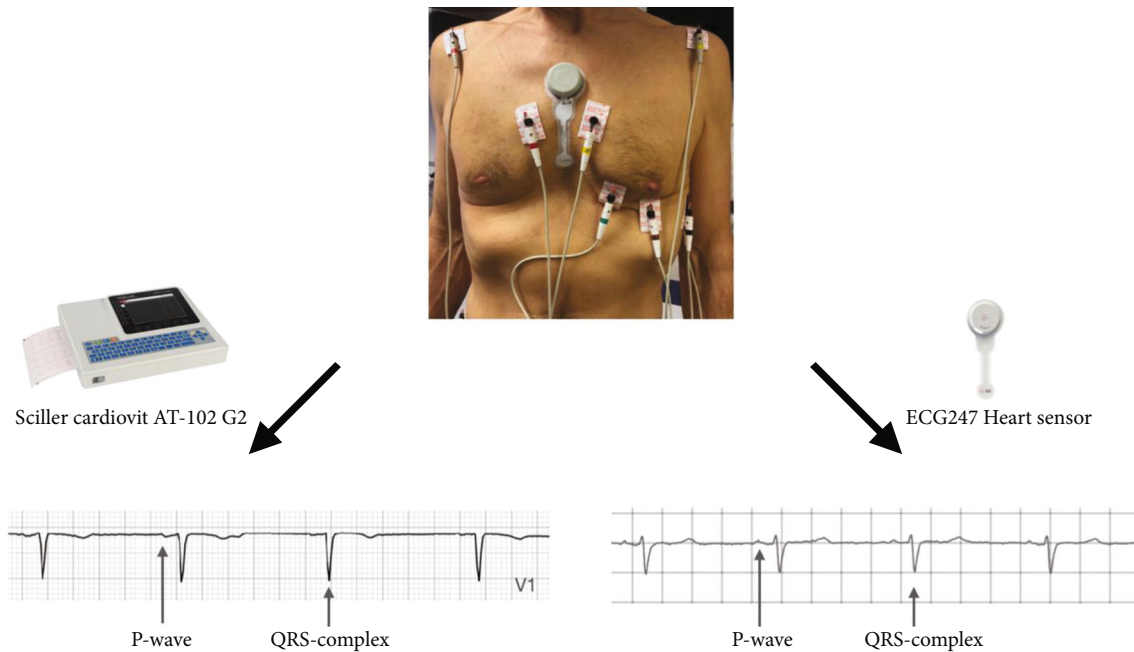 Sciller cardiovit AT-102 G2
ECG247 Heart sensor
V1
P-wave
QRS-complex
P-wave
QRS-complex